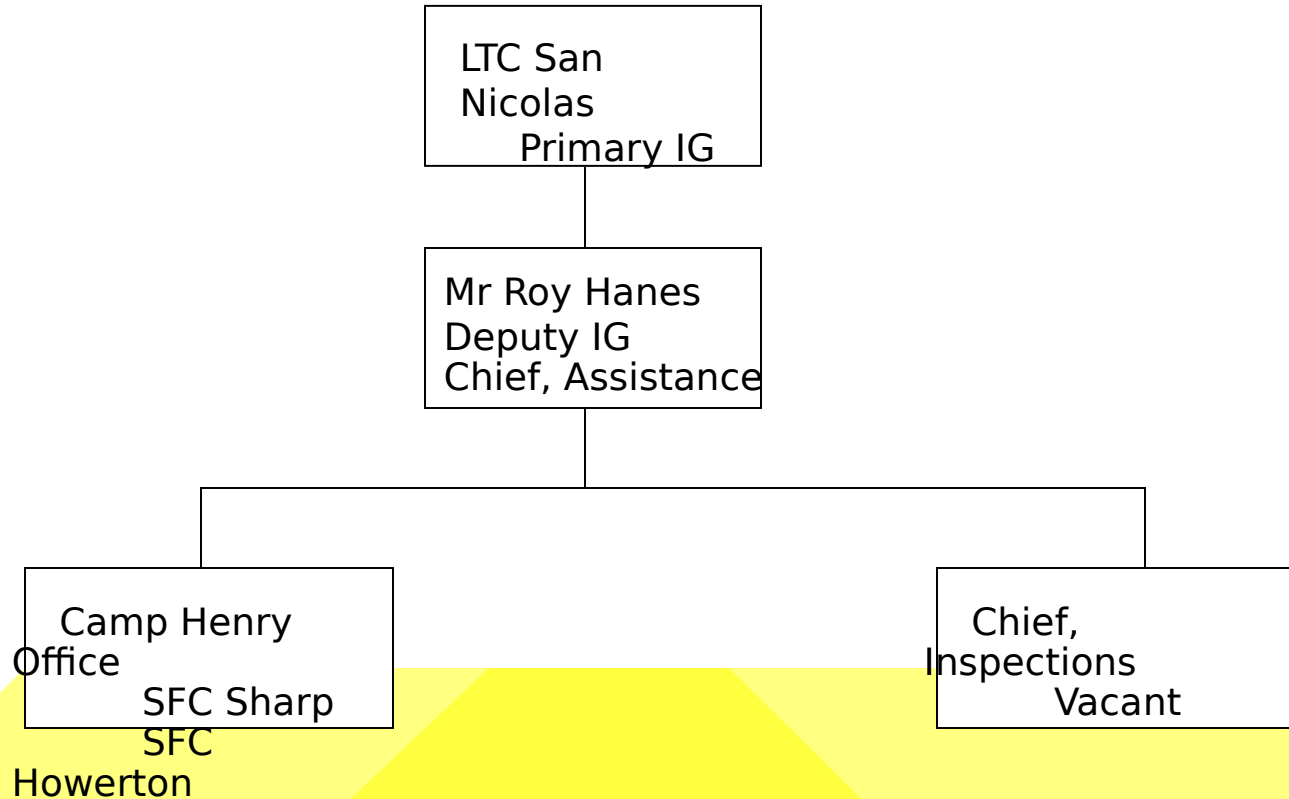 LTC San
Nicolas
Primary IG
Mr Roy Hanes
Deputy IG
Chief, Assistance
Camp Henry
Office
SFC Sharp
SFC
Howerton
Chief,
Inspections
Vacant